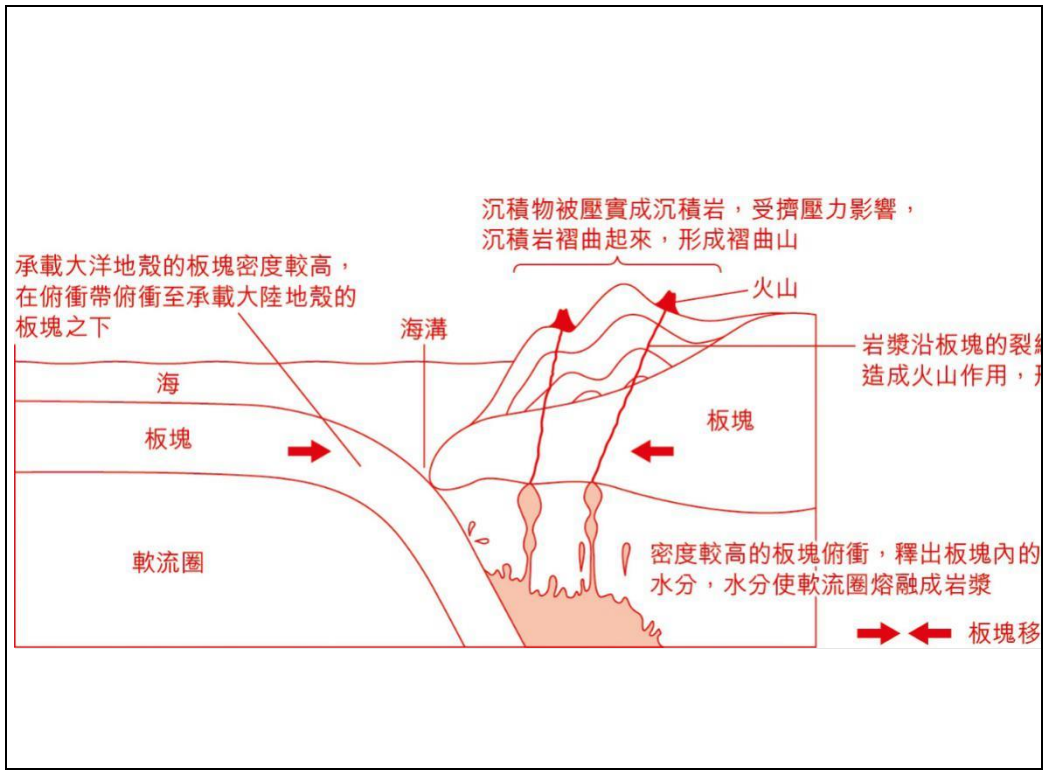 沉積物被壓實成沉積岩，受擠壓力影響，
沉積岩褶曲起來，形成褶曲山
承載大洋地殼的板塊密度較高，
在俯衝帶俯衝至承載大陸地殼的
板塊之下
海溝
火山
岩漿沿板塊的裂
造成火山作用，
海
板塊
板塊
軟流圈
密度較高的板塊俯衝，釋出板塊內的
水分，水分使軟流圈熔融成岩漿
板塊移